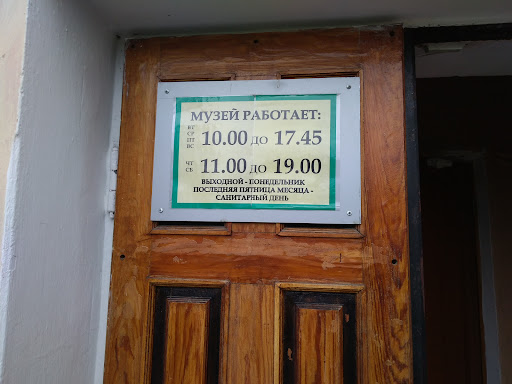 МУЗЕЙ РАБОТАЕТ:
ВТ
СР
ПТ
ВС
10.00 ДО 17.45
ЧТ
СБ
11.00 ДО 19.00
ВЫХОДНОЙ - ПОНЕДЕЛЬНИК
ПОСЛЕДНЯЯ ПЯТНИЦА МЕСЯЦА -
САНИТАРНЫЙ ДЕНЬ